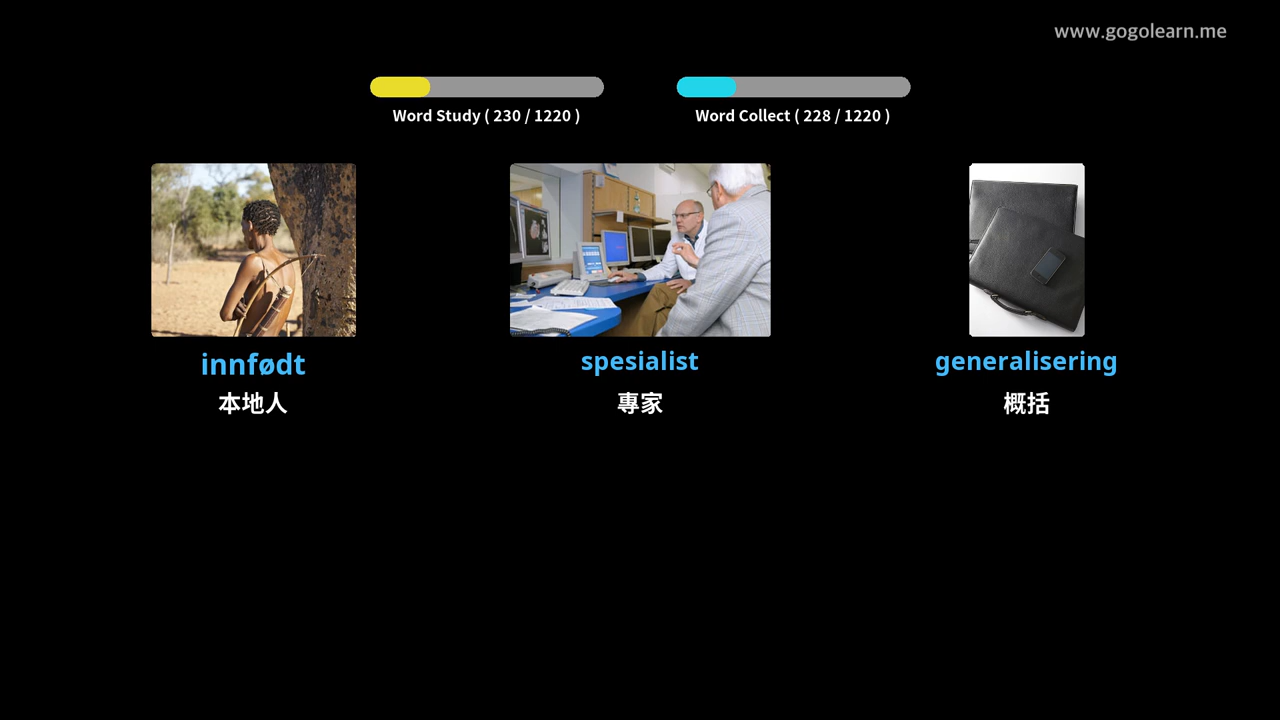 www.gogolearn.me
Word Study ( 230 / 1220 )
Word Collect ( 228 / 1220 )
innfødt
spesialist
generalisering
本地人
專家
概括